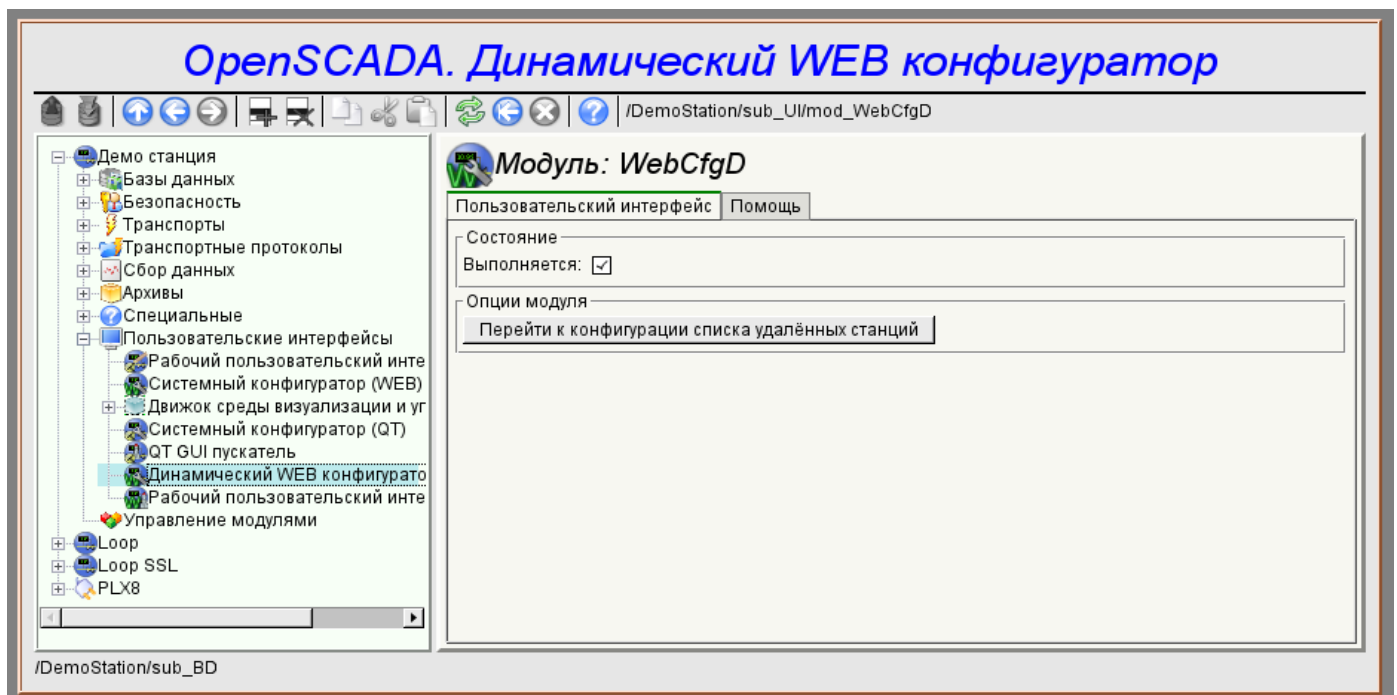 OpenSCADA. Динамический WEB конфигуратор
/DemoStation/sub_UI/mod_WebCfgD
Демо станция
Базы данных
Безопасность
Транспорты
Транспортные протоколы
Сбор данных
Архивы
Специальные
Пользовательские интерфейсы
Рабочий пользовательский инте
Системный конфигуратор (WEB)
Движок среды визуализации и уг
Системный конфигуратор (QT)
QT GUI пускатель
Динамический WEB конфигурато
Рабочий пользовательский инте
Управление модулями
Loop
Loop SSL
PLX8
Модуль: WebCfgD
Пользовательский интерфейс Помощь
Состояние
Выполняется:
Опции модуля
Перейти к конфигурации списка удалённых станций
/DemoStation/sub_BD